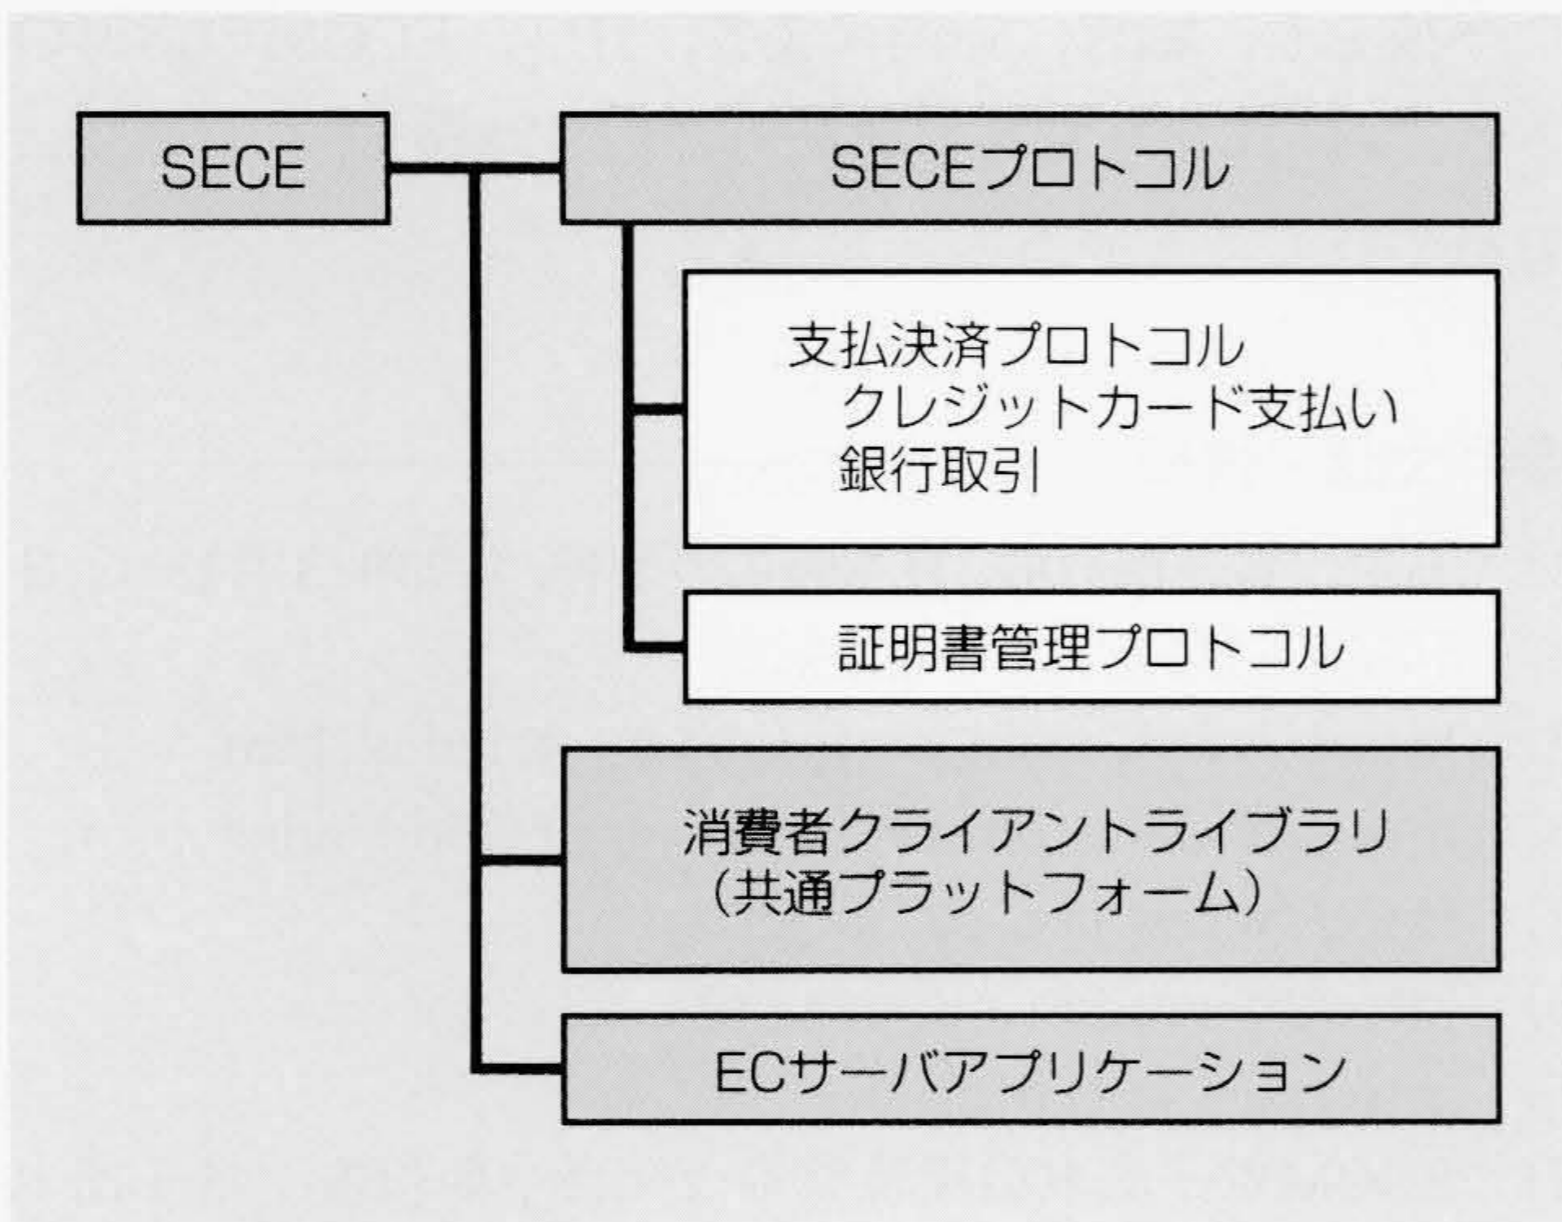 SECE
SECEプロトコル
支払決済プロトコル
クレジットカード支払い
銀行取引
証明書管理プロトコル
消費者クライアントライブラリ
（共通プラットフォーム）
ECサーバアプリケーション